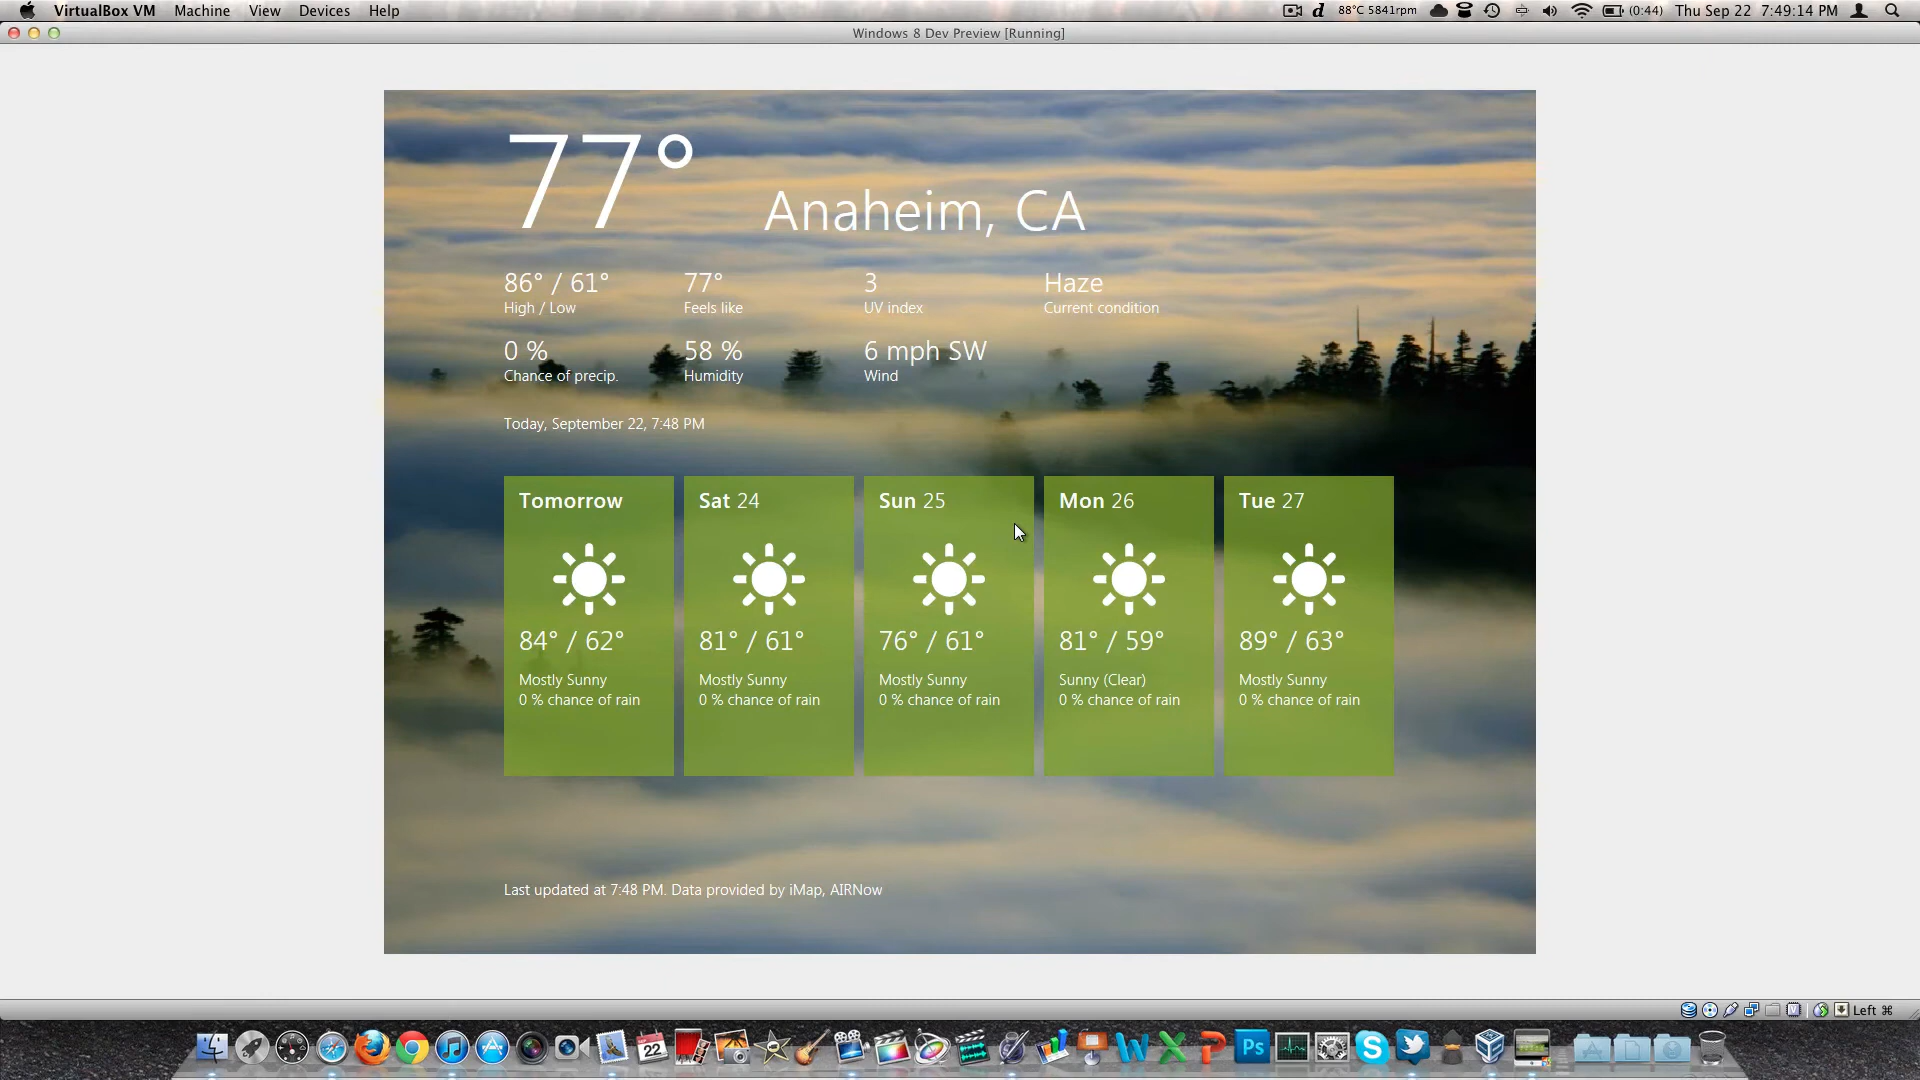 VirtualBox VM Machine View Devices Help
88°C 5841rpm (0:44) Thu Sep 22 7:49:14 PM
Windows 8 Dev Preview [Running]
77° Anaheim, CA
86° / 61° 77° 3 Haze
High / Low Feels like UV index Current condition
0 % 58 % 6 mph SW
Chance of precip. Humidity Wind
Today, September 22, 7:48 PM
Tomorrow Sat 24 Sun 25 Mon 26 Tue 27
84° / 62° 81° / 61° 76° / 61° 81° / 59° 89° / 63°
Mostly Sunny Mostly Sunny Mostly Sunny Sunny (Clear) Mostly Sunny
0 % chance of rain 0 % chance of rain 0 % chance of rain 0 % chance of rain 0 % chance of rain
Last updated at 7:48 PM. Data provided by iMap, AIRNow
Left ⌘
22
Ps